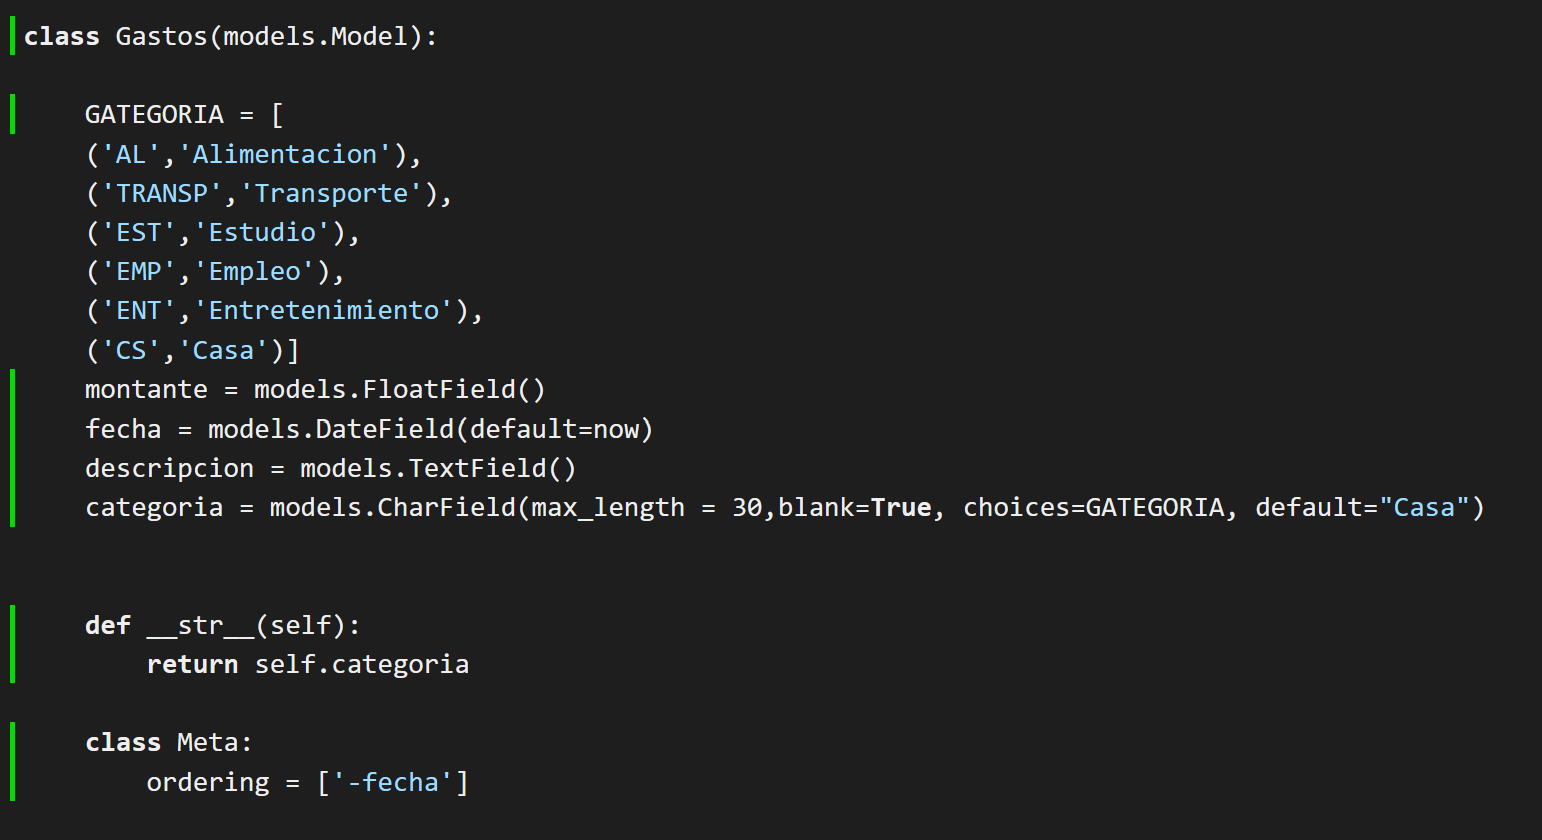 class Gastos(models.Model):
    GATEGORIA = [
    ('AL','Alimentacion'),
    ('TRANSP','Transporte'),
    ('EST','Estudio'),
    ('EMP','Empleo'),
    ('ENT','Entretenimiento'),
    ('CS','Casa')]
    montante = models.FloatField()
    fecha = models.DateField(default=now)
    descripcion = models.TextField()
    categoria = models.CharField(max_length = 30,blank=True, choices=GATEGORIA, default="Casa")
    def __str__(self):
        return self.categoria
    class Meta:
        ordering = ['-fecha']